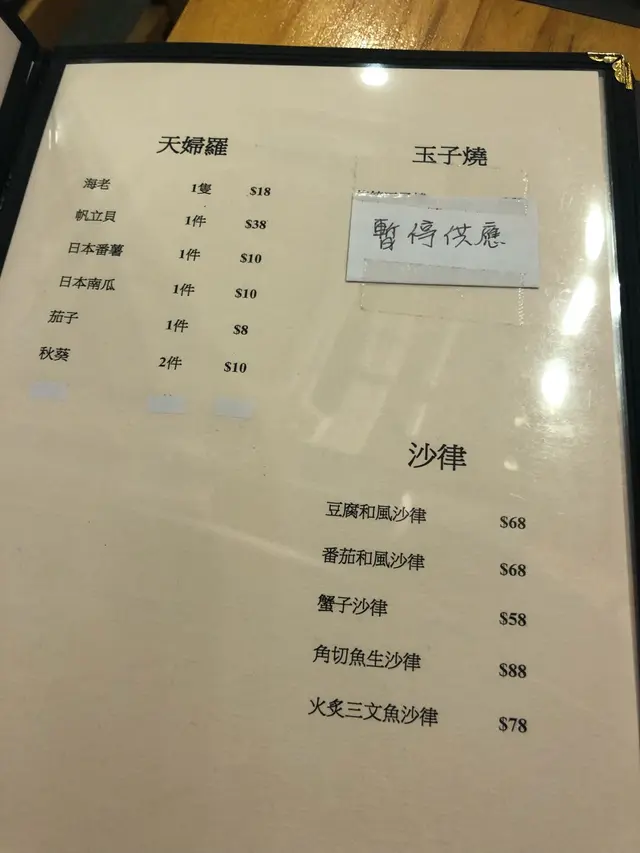 天婦羅
海老 1隻 $18
帆立貝 1件 $38
日本番薯 1件 $10
日本南瓜 1件 $10
茄子 1件 $8
秋葵 2件 $10
玉子燒
暫停供應
沙律
豆腐和風沙律 $68
番茄和風沙律 $68
蟹子沙律 $58
角切魚生沙律 $88
火炙三文魚沙律 $78